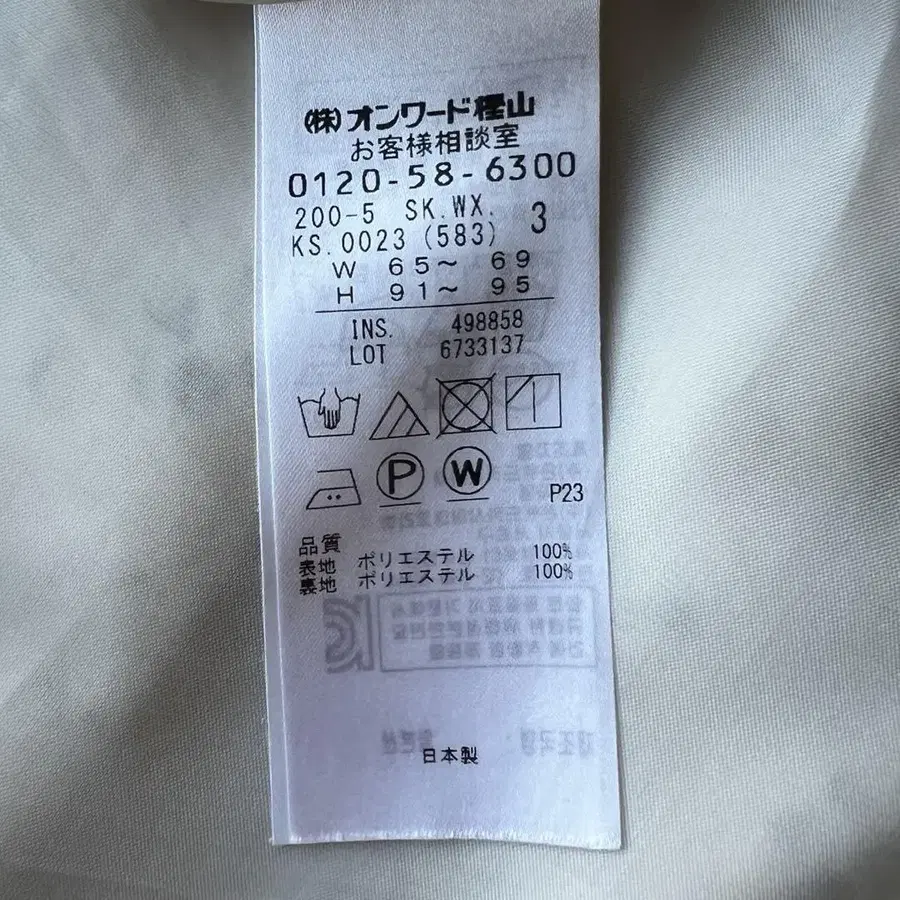 (株)オンワード樫山
お客様相談室
0120-58-6300
200-5 SK.WX. 3
KS.0023 (583)
W 65〜 69
H 91〜 95
INS. 498858
LOT 6733137
P W
P23
品質
表地 ポリエステル 100%
裏地 ポリエステル 100%
日本製